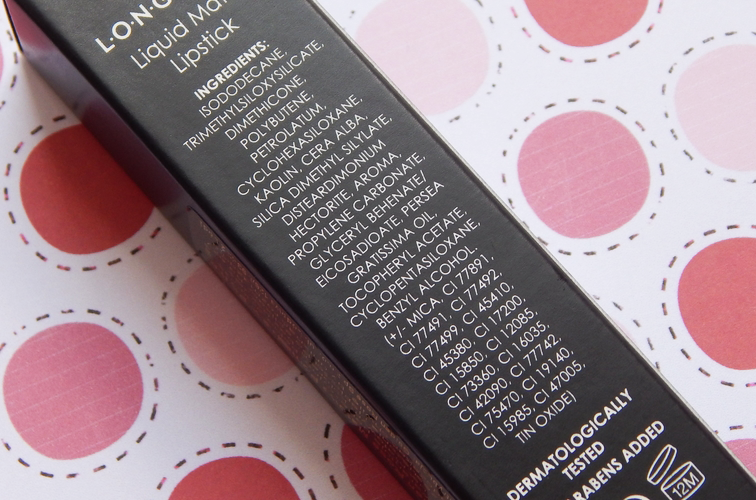 L·O·N·G
Liquid Mat
Lipstick
INGREDIENTS:
ISODODECANE,
TRIMETHYLSILOXYSILICATE,
DIMETHICONE,
POLYBUTENE,
PETROLATUM,
CYCLOHEXASILOXANE,
KAOLIN, CERA ALBA,
SILICA DIMETHYL SILYLATE,
DISTEARDIMONIUM
HECTORITE, AROMA,
PROPYLENE CARBONATE,
GLYCERYL BEHENATE/
EICOSADIOATE, PERSEA
GRATISSIMA OIL,
TOCOPHERYL ACETATE,
CYCLOPENTASILOXANE,
BENZYL ALCOHOL.
(+/- MICA, CI 77891,
CI 77491, CI 77492,
CI 77499, CI 45410,
CI 45380, CI 17200,
CI 15850, CI 12085,
CI 73360, CI 16035,
CI 42090, CI 77742,
CI 75470, CI 19140,
CI 15985, CI 47005,
TIN OXIDE)
DERMATOLOGICALLY
TESTED
ARABENS ADDED
12M